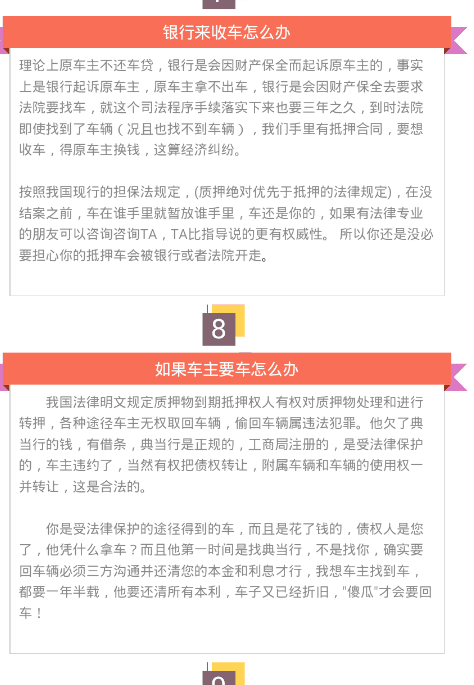 银行来收车怎么办
理论上原车主不还车贷，银行是会因财产保全而起诉原车主的，事实
上是银行起诉原车主，原车主拿不出车，银行是会因财产保全去要求
法院要找车，就这个司法程序手续落实下来也要三年之久，到时法院
即使找到了车辆（况且也找不到车辆），我们手里有抵押合同，要想
收车，得原车主换钱，这算经济纠纷。
按照我国现行的担保法规定，(质押绝对优先于抵押的法律规定)，在没
结案之前，车在谁手里就暂放谁手里，车还是你的，如果有法律专业
的朋友可以咨询咨询TA，TA比指导说的更有权威性。 所以你还是没必
要担心你的抵押车会被银行或者法院开走。
8
如果车主要车怎么办
我国法律明文规定质押物到期抵押权人有权对质押物处理和进行
转押，各种途径车主无权取回车辆，偷回车辆属违法犯罪。他欠了典
当行的钱，有借条，典当行是正规的，工商局注册的，是受法律保护
的，车主违约了，当然有权把债权转让，附属车辆和车辆的使用权一
并转让，这是合法的。
你是受法律保护的途径得到的车，而且是花了钱的，债权人是您
了，他凭什么拿车？而且他第一时间是找典当行，不是找你，确实要
回车辆必须三方沟通并还清您的本金和利息才行，我想车主找到车，
都要一年半载，他要还清所有本利，车子又已经折旧，"傻瓜"才会要回
车！